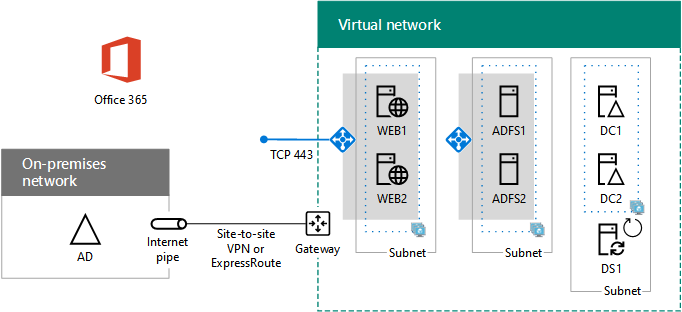 Virtual network
Office 365
TCP 443
WEB1
WEB2
Subnet
ADFS1
ADFS2
Subnet
DC1
DC2
DS1
Subnet
On-premises
network
AD
Internet
pipe
Site-to-site
VPN or
ExpressRoute
Gateway